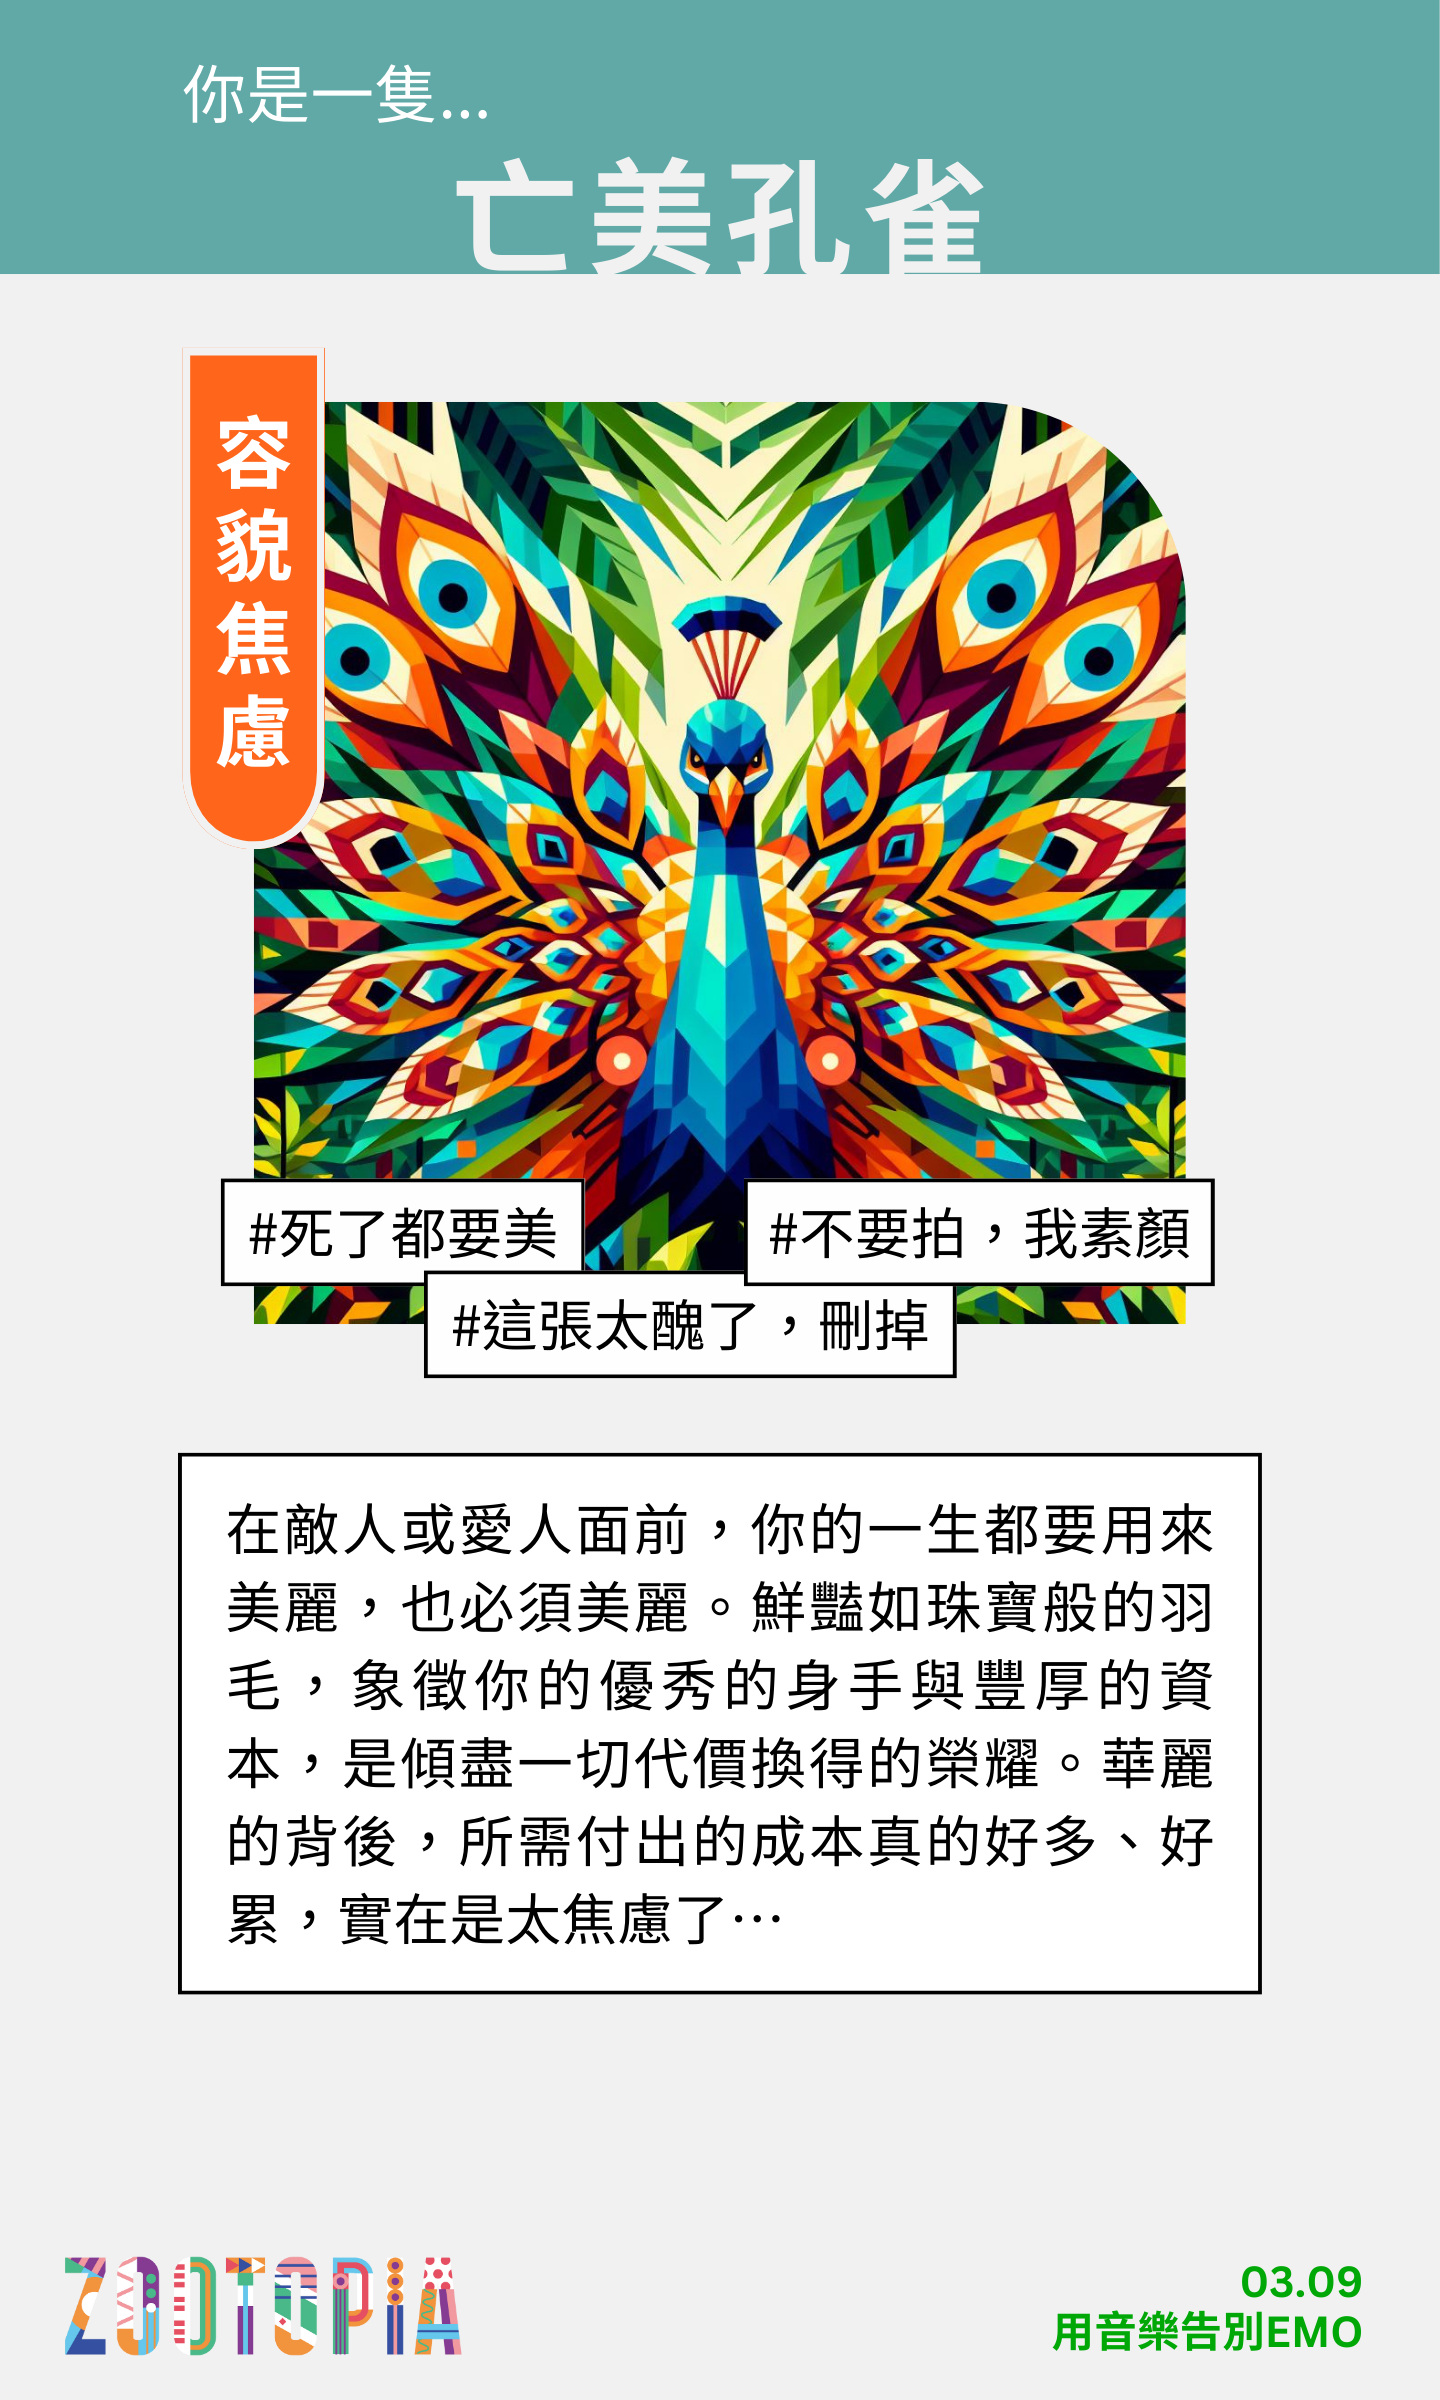 你是一隻...
亡美孔雀
容貌焦慮
#死了都要美
#不要拍，我素顏
#這張太醜了，刪掉
在敵人或愛人面前，你的一生都要用來
美麗，也必須美麗。鮮豔如珠寶般的羽
毛，象徵你的優秀的身手與豐厚的資
本，是傾盡一切代價換得的榮耀。華麗
的背後，所需付出的成本真的好多、好
累，實在是太焦慮了⋯
ZOOTOPiA
03.09
用音樂告別EMO